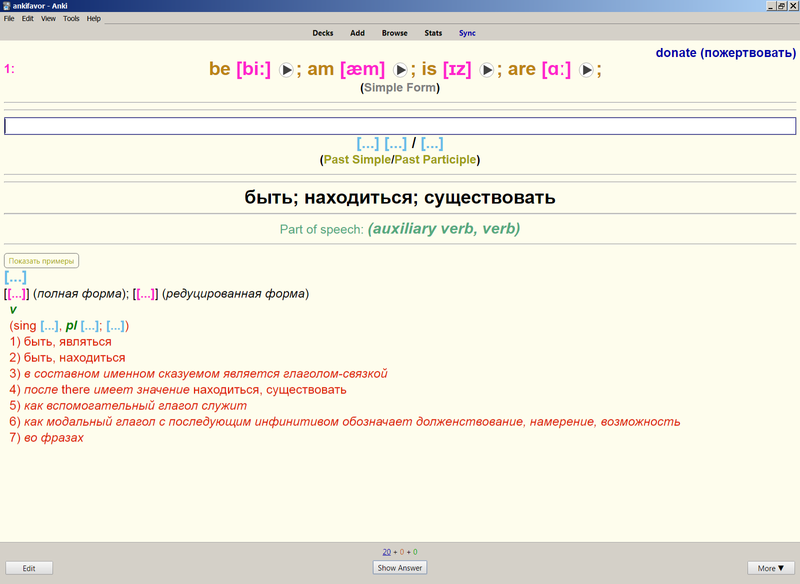 ankifavor - Anki
File Edit View Tools Help
Decks Add Browse Stats Sync
donate (пожертвовать)
1:
be [biː] ; am [æm] ; is [ɪz] ; are [ɑː] ;
(Simple Form)
[...] [...] / [...]
(Past Simple/Past Participle)
быть; находиться; существовать
Part of speech: (auxiliary verb, verb)
Показать примеры
[...]
[[...]] (полная форма); [[...]] (редуцированная форма)
v
(sing [...], pl [...]; [...])
1) быть, являться
2) быть, находиться
3) в составном именном сказуемом является глаголом-связкой
4) после there имеет значение находиться, существовать
5) как вспомогательный глагол служит
6) как модальный глагол с последующим инфинитивом обозначает долженствование, намерение, возможность
7) во фразах
20 + 0 + 0
Edit Show Answer More ▼